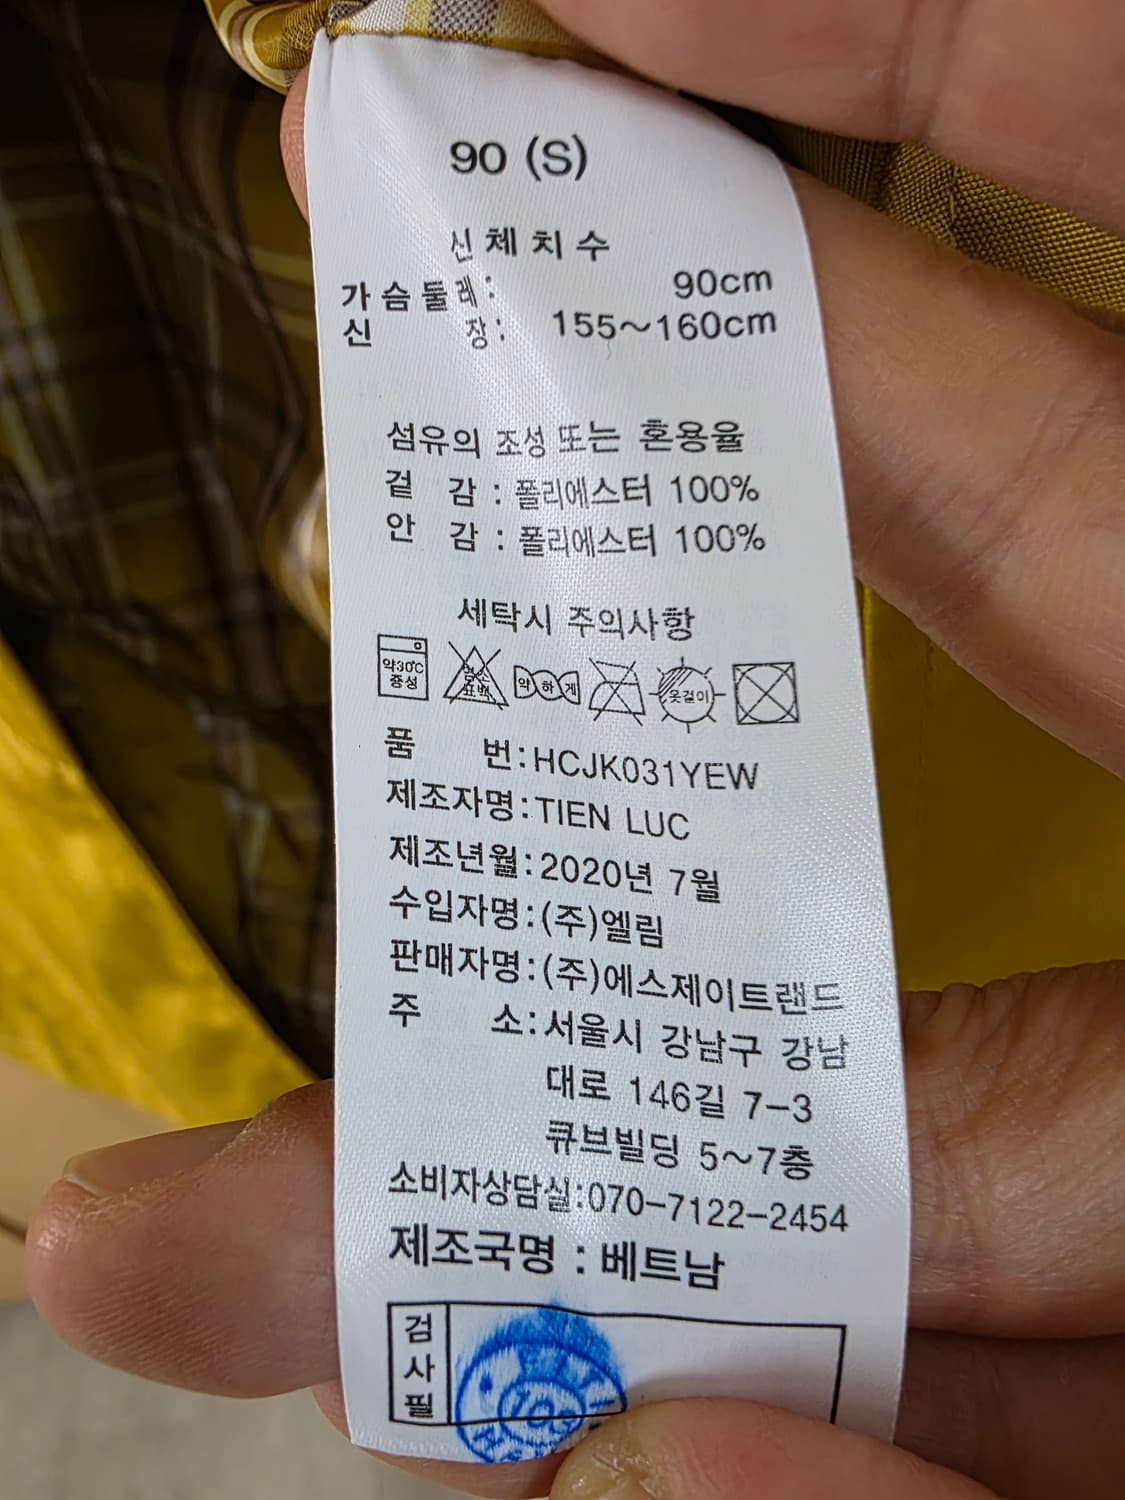 90 (S)
신체치수
가슴둘레: 90cm
신 장: 155~160cm
섬유의 조성 또는 혼용율
겉 감 : 폴리에스터 100%
안 감 : 폴리에스터 100%
세탁시 주의사항
약30℃ 염소 약하게 옷걸이
중성 표백
품 번:HCJK031YEW
제조자명:TIEN LUC
제조년월:2020년 7월
수입자명:(주)엘림
판매자명:(주)에스제이트랜드
주 소:서울시 강남구 강남
대로 146길 7-3
큐브빌딩 5~7층
소비자상담실:070-7122-2454
제조국명 : 베트남
검
사
필